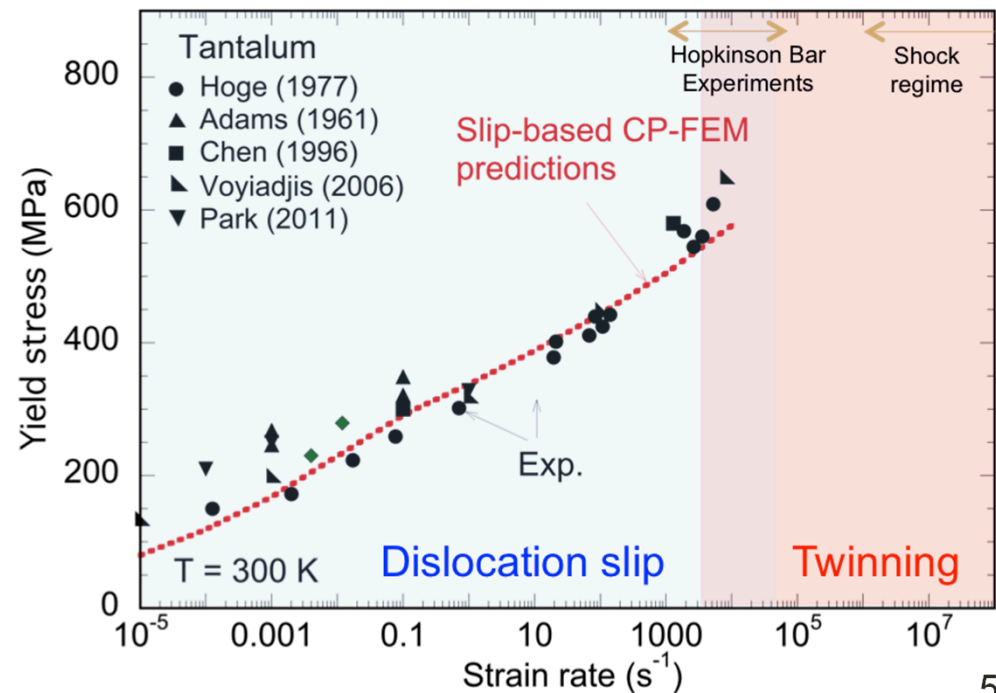 Tantalum
Hoge (1977)
Adams (1961)
Chen (1996)
Voyiadjis (2006)
Park (2011)
Hopkinson Bar
Experiments
Shock
regime
Slip-based CP-FEM
predictions
Exp.
T = 300 K
Dislocation slip
Twinning
Yield stress (MPa)
800
600
400
200
0
10⁻⁵
0.001
0.1
10
1000
10⁵
10⁷
Strain rate (s⁻¹)
5